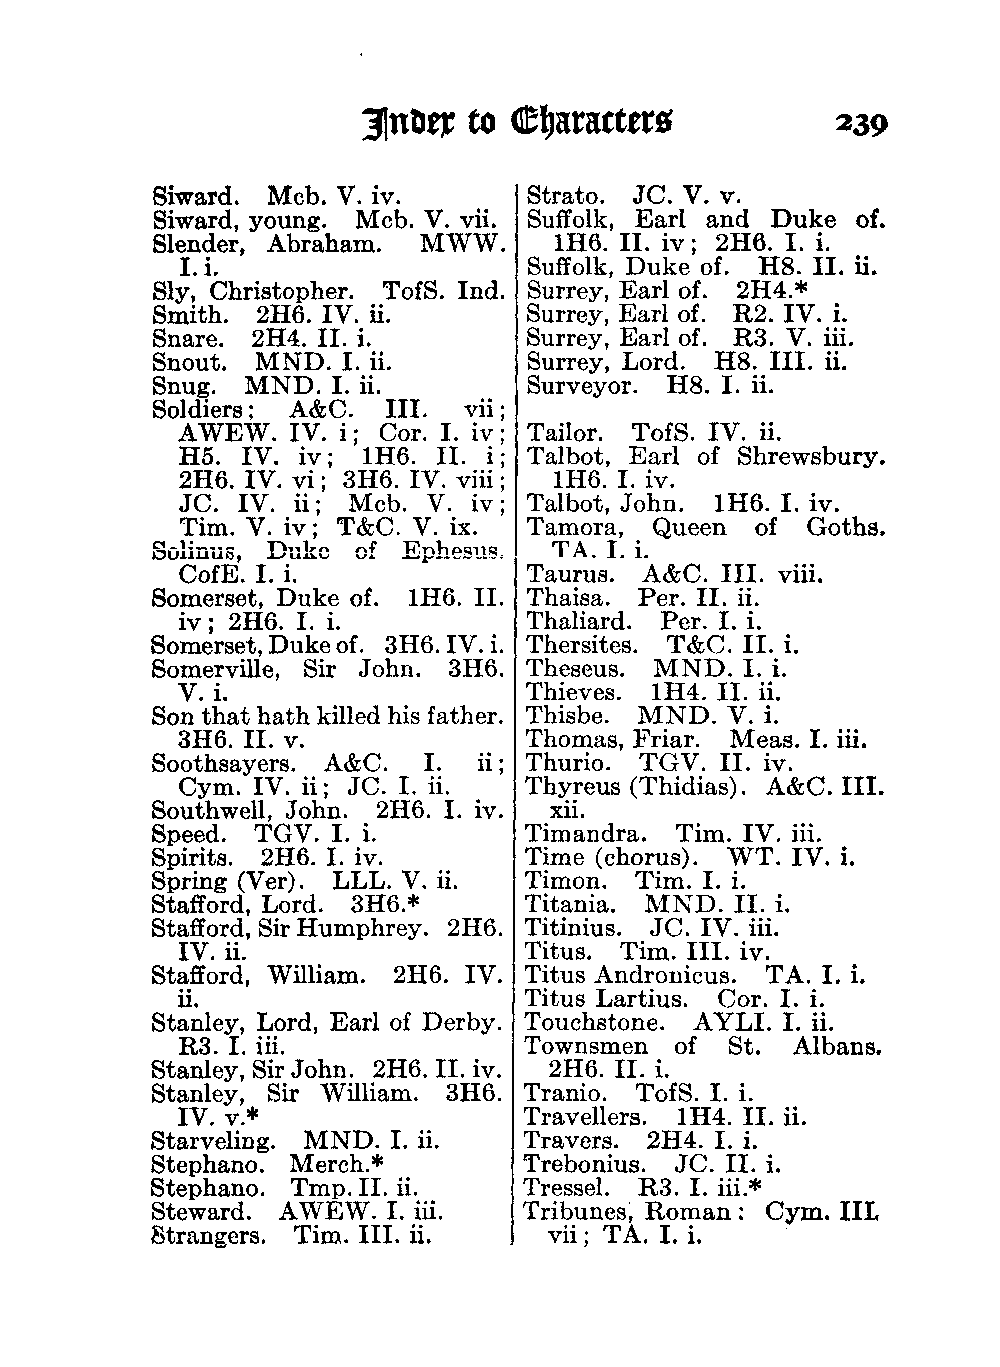 Index to Characters 239
Siward. Mcb. V. iv.
Siward, young. Mcb. V. vii.
Slender, Abraham. MWW.
I. i.
Sly, Christopher. TofS. Ind.
Smith. 2H6. IV. ii.
Snare. 2H4. II. i.
Snout. MND. I. ii.
Snug. MND. I. ii.
Soldiers: A&C. III. vii;
AWEW. IV. i; Cor. I. iv;
H5. IV. iv; 1H6. II. i;
2H6. IV. vi; 3H6. IV. viii;
JC. IV. ii; Mcb. V. iv;
Tim. V. iv; T&C. V. ix.
Solinus, Duke of Ephesus.
CofE. I. i.
Somerset, Duke of. 1H6. II.
iv; 2H6. I. i.
Somerset, Duke of. 3H6. IV. i.
Somerville, Sir John. 3H6.
V. i.
Son that hath killed his father.
3H6. II. v.
Soothsayers. A&C. I. ii;
Cym. IV. ii; JC. I. ii.
Southwell, John. 2H6. I. iv.
Speed. TGV. I. i.
Spirits. 2H6. I. iv.
Spring (Ver). LLL. V. ii.
Stafford, Lord. 3H6.*
Stafford, Sir Humphrey. 2H6.
IV. ii.
Stafford, William. 2H6. IV.
ii.
Stanley, Lord, Earl of Derby.
R3. I. iii.
Stanley, Sir John. 2H6. II. iv.
Stanley, Sir William. 3H6.
IV. v.*
Starveling. MND. I. ii.
Stephano. Merch.*
Stephano. Tmp. II. ii.
Steward. AWEW. I. iii.
Strangers. Tim. III. ii.
Strato. JC. V. v.
Suffolk, Earl and Duke of.
1H6. II. iv; 2H6. I. i.
Suffolk, Duke of. H8. II. ii.
Surrey, Earl of. 2H4.*
Surrey, Earl of. R2. IV. i.
Surrey, Earl of. R3. V. iii.
Surrey, Lord. H8. III. ii.
Surveyor. H8. I. ii.
Tailor. TofS. IV. ii.
Talbot, Earl of Shrewsbury.
1H6. I. iv.
Talbot, John. 1H6. I. iv.
Tamora, Queen of Goths.
TA. I. i.
Taurus. A&C. III. viii.
Thaisa. Per. II. ii.
Thaliard. Per. I. i.
Thersites. T&C. II. i.
Theseus. MND. I. i.
Thieves. 1H4. II. ii.
Thisbe. MND. V. i.
Thomas, Friar. Meas. I. iii.
Thurio. TGV. II. iv.
Thyreus (Thidias). A&C. III.
xii.
Timandra. Tim. IV. iii.
Time (chorus). WT. IV. i.
Timon. Tim. I. i.
Titania. MND. II. i.
Titinius. JC. IV. iii.
Titus. Tim. III. iv.
Titus Andronicus. TA. I. i.
Titus Lartius. Cor. I. i.
Touchstone. AYLI. I. ii.
Townsmen of St. Albans.
2H6. II. i.
Tranio. TofS. I. i.
Travellers. 1H4. II. ii.
Travers. 2H4. I. i.
Trebonius. JC. II. i.
Tressel. R3. I. iii.*
Tribunes, Roman: Cym. III.
vii; TA. I. i.